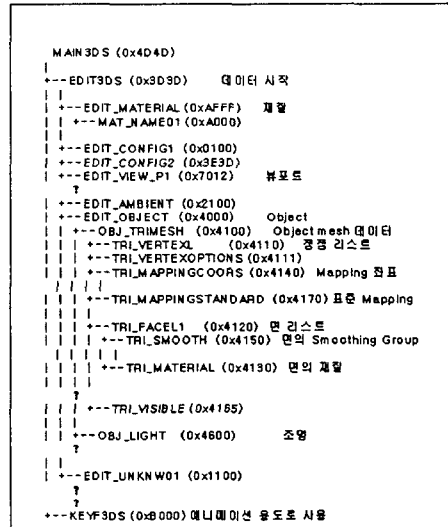 MAIN3DS (0x4D4D)
|
+--EDIT3DS (0x3D3D) 데이터 시작
| |
| +--EDIT_MATERIAL (0xAFFF) 재질
| | +--MAT_NAME01 (0xA000)
| |
| +--EDIT_CONFIG1 (0x0100)
| +--EDIT_CONFIG2 (0x3E3D)
| +--EDIT_VIEW_P1 (0x7012) 뷰포트
| ?
| +--EDIT_AMBIENT (0x2100)
| +--EDIT_OBJECT (0x4000) Object
| | +--OBJ_TRIMESH (0x4100) Object mesh 데이터
| | | +--TRI_VERTEXL (0x4110) 정점 리스트
| | | +--TRI_VERTEXOPTIONS (0x4111)
| | | +--TRI_MAPPINGCOORS (0x4140) Mapping 좌표
| | | |
| | | +--TRI_MAPPINGSTANDARD (0x4170) 표준 Mapping
| | | |
| | | +--TRI_FACEL1 (0x4120) 면 리스트
| | | | +--TRI_SMOOTH (0x4150) 면의 Smoothing Group
| | | | |
| | | | +--TRI_MATERIAL (0x4130) 면의 재질
| | | |
? 
| | | +--TRI_VISIBLE (0x4165)
| | |
| | +--OBJ_LIGHT (0x4600) 조명
| ?
| |
| +--EDIT_UNKNW01 (0x1100)
?
?
+--KEYF3DS (0xB000) 애니메이션 용도로 사용